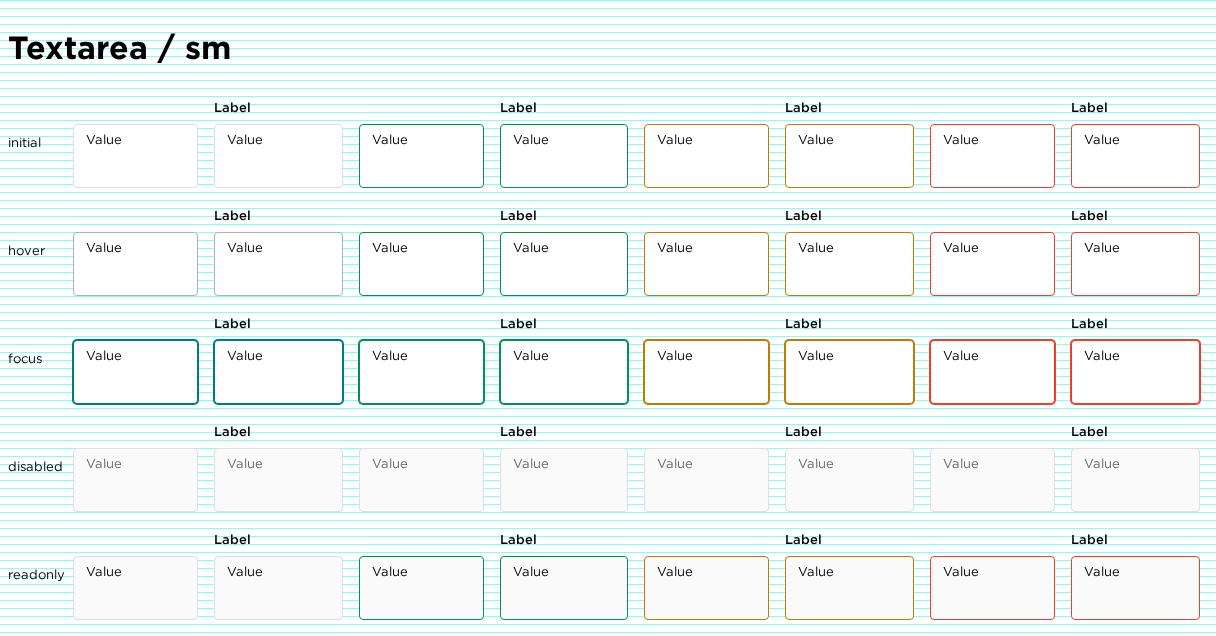 Textarea / sm
Label Label Label Label
initial Value Value Value Value Value Value Value Value
Label Label Label Label
hover Value Value Value Value Value Value Value Value
Label Label Label Label
focus Value Value Value Value Value Value Value Value
Label Label Label Label
disabled Value Value Value Value Value Value Value Value
Label Label Label Label
readonly Value Value Value Value Value Value Value Value